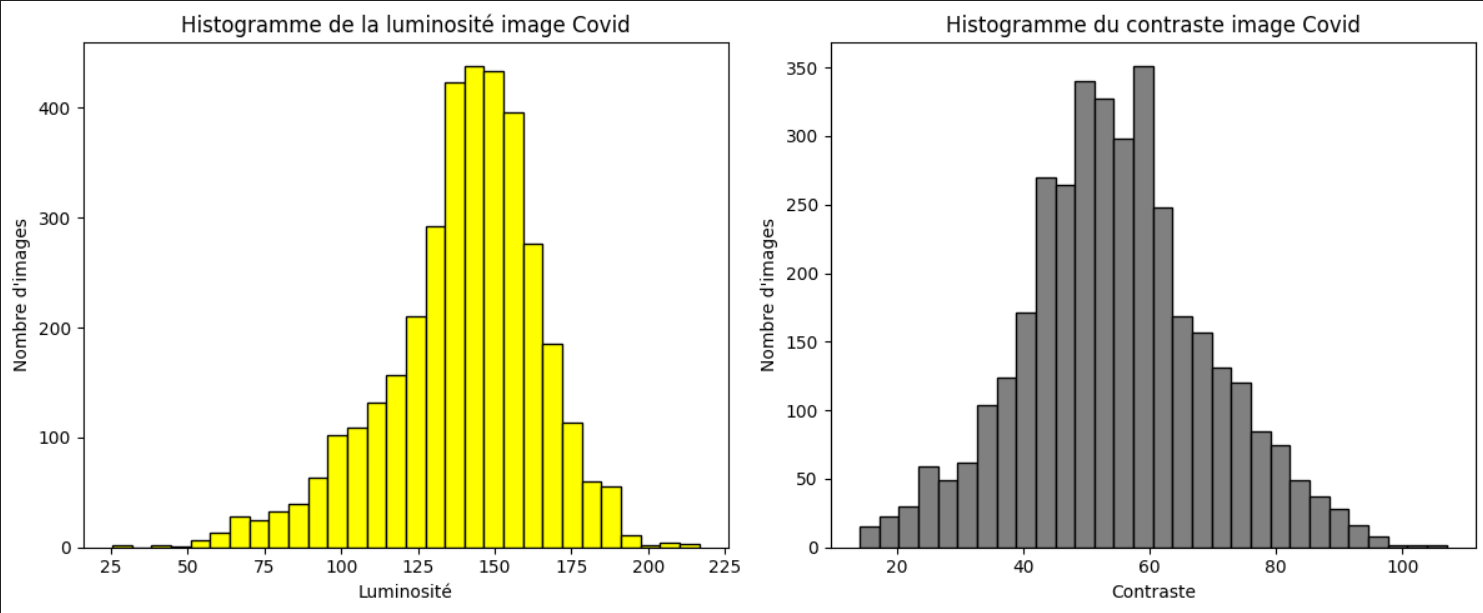 Histogramme de la luminosité image Covid
Nombre d'images
400
300
200
100
0
25 50 75 100 125 150 175 200 225
Luminosité
Histogramme du contraste image Covid
Nombre d'images
350
300
250
200
150
100
50
0
20 40 60 80 100
Contraste